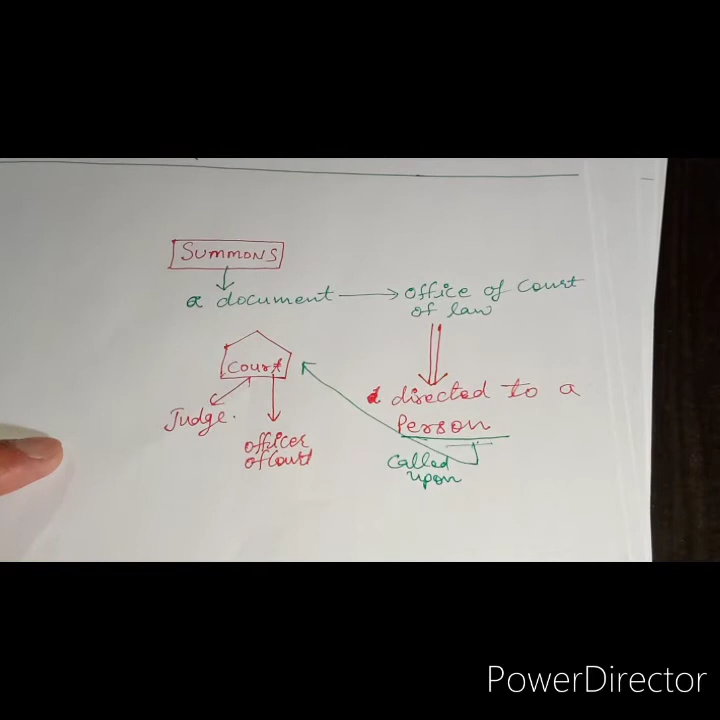 SUMMONS
a document → office of Court
of law
Court
directed to a
Person
Judge.
officer
of Court
Called
upon
PowerDirector